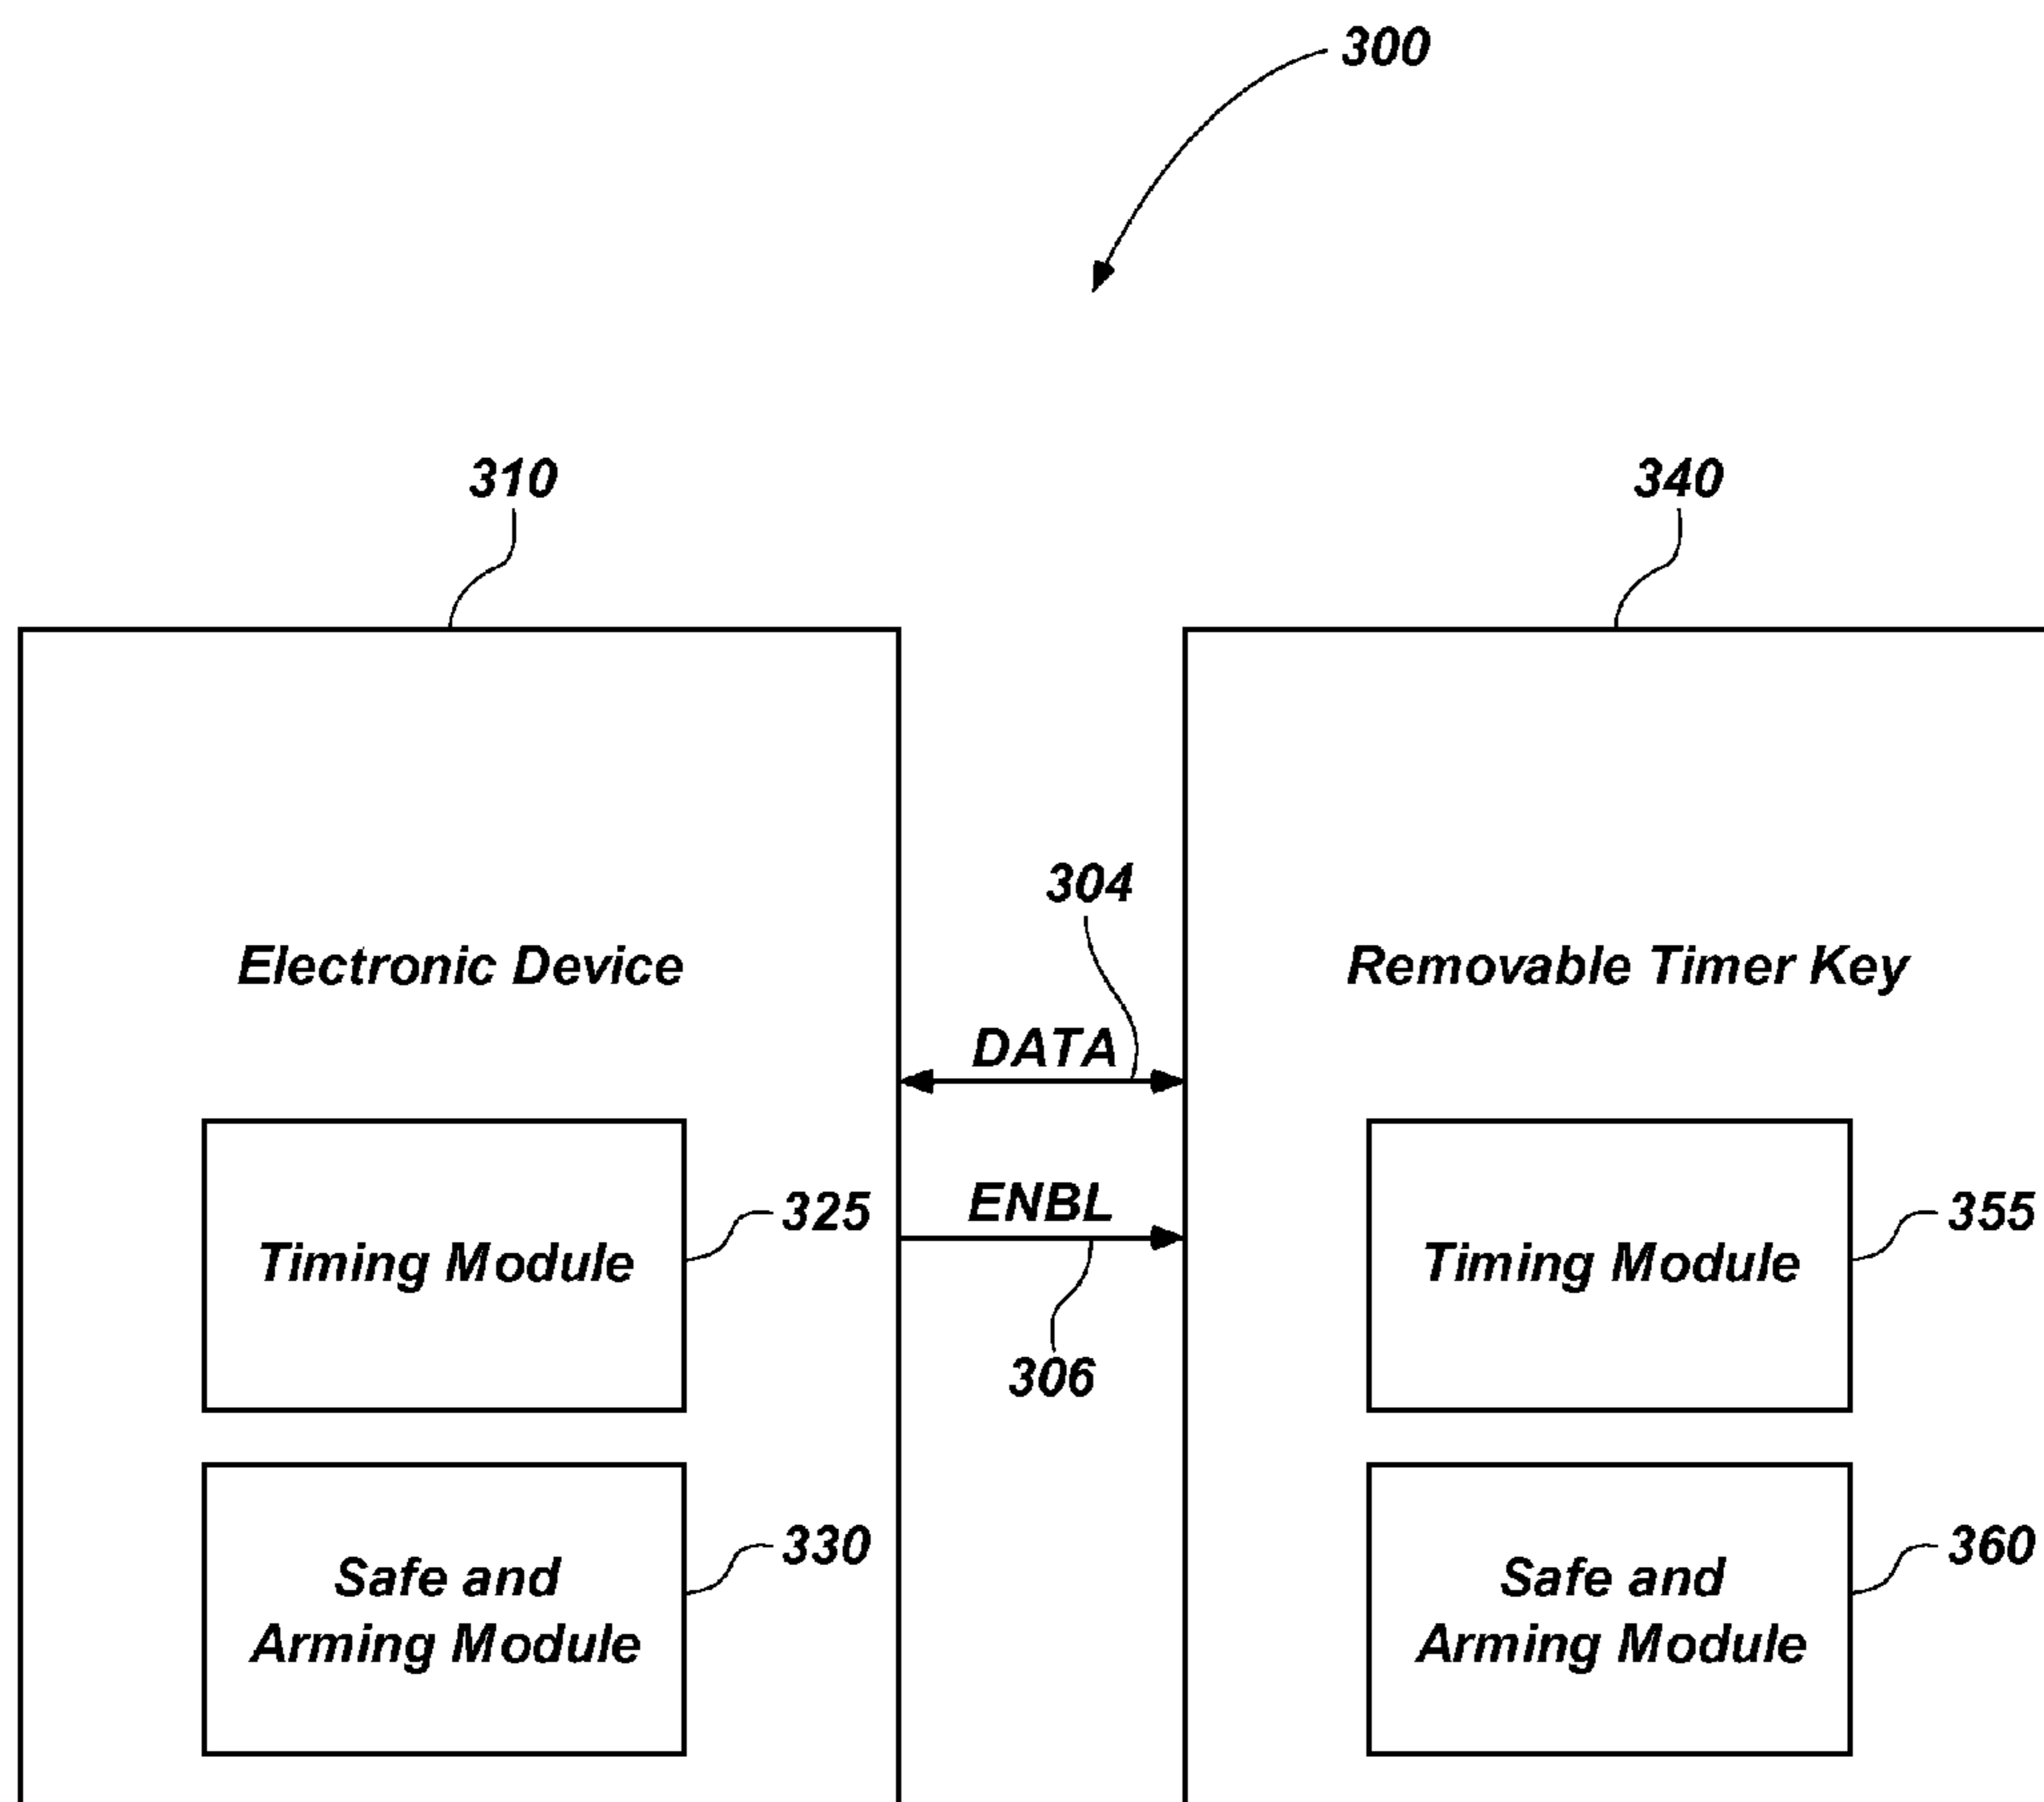 300
310
340
304
Electronic Device
Removable Timer Key
DATA
ENBL
325
Timing Module
355
Timing Module
306
330
Safe and
Arming Module
360
Safe and
Arming Module